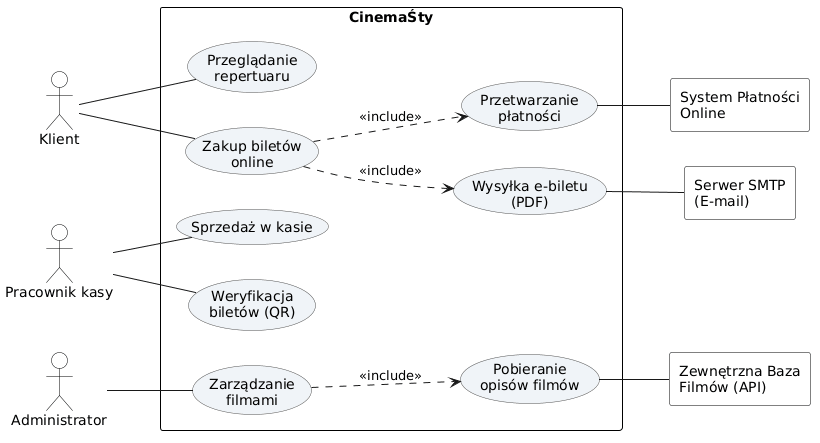 CinemaŚty
Przeglądanie
repertuaru
Klient
Zakup biletów
online
«include»
Przetwarzanie
płatności
System Płatności
Online
«include»
Wysyłka e-biletu
(PDF)
Serwer SMTP
(E-mail)
Sprzedaż w kasie
Pracownik kasy
Weryfikacja
biletów (QR)
Administrator
Zarządzanie
filmami
«include»
Pobieranie
opisów filmów
Zewnętrzna Baza
Filmów (API)